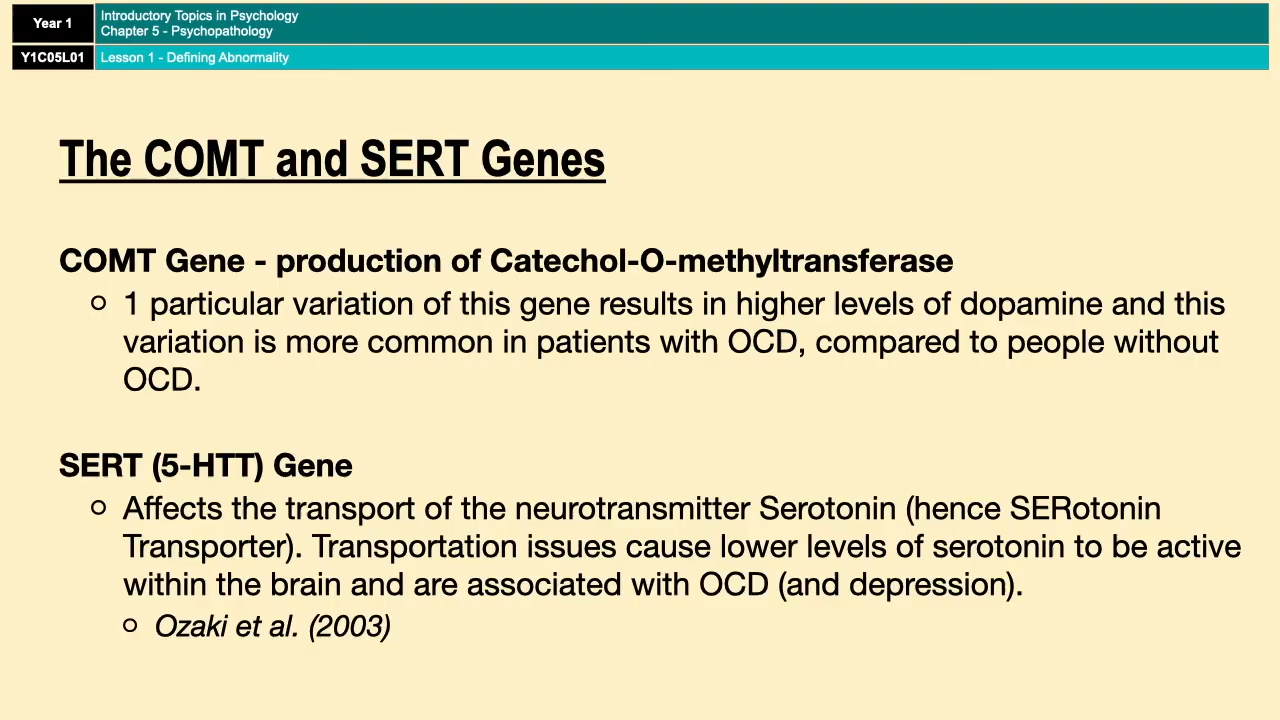 Year 1
Introductory Topics in Psychology
Chapter 5 - Psychopathology
Y1C05L01
Lesson 1 - Defining Abnormality
The COMT and SERT Genes
COMT Gene - production of Catechol-O-methyltransferase
1 particular variation of this gene results in higher levels of dopamine and this
variation is more common in patients with OCD, compared to people without
OCD.
SERT (5-HTT) Gene
Affects the transport of the neurotransmitter Serotonin (hence SERotonin
Transporter). Transportation issues cause lower levels of serotonin to be active
within the brain and are associated with OCD (and depression).
Ozaki et al. (2003)